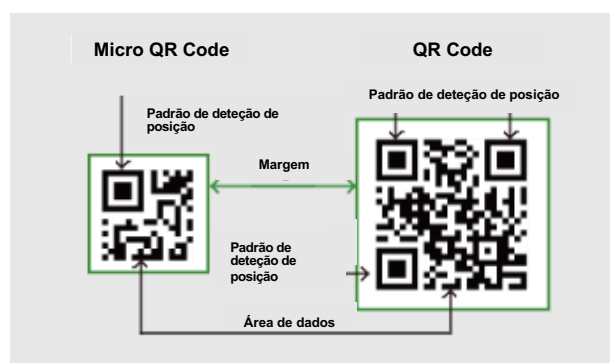 Micro QR Code
QR Code
Padrão de deteção de
posição
Padrão de deteção de posição
Margem
Padrão de
deteção de
posição
Área de dados